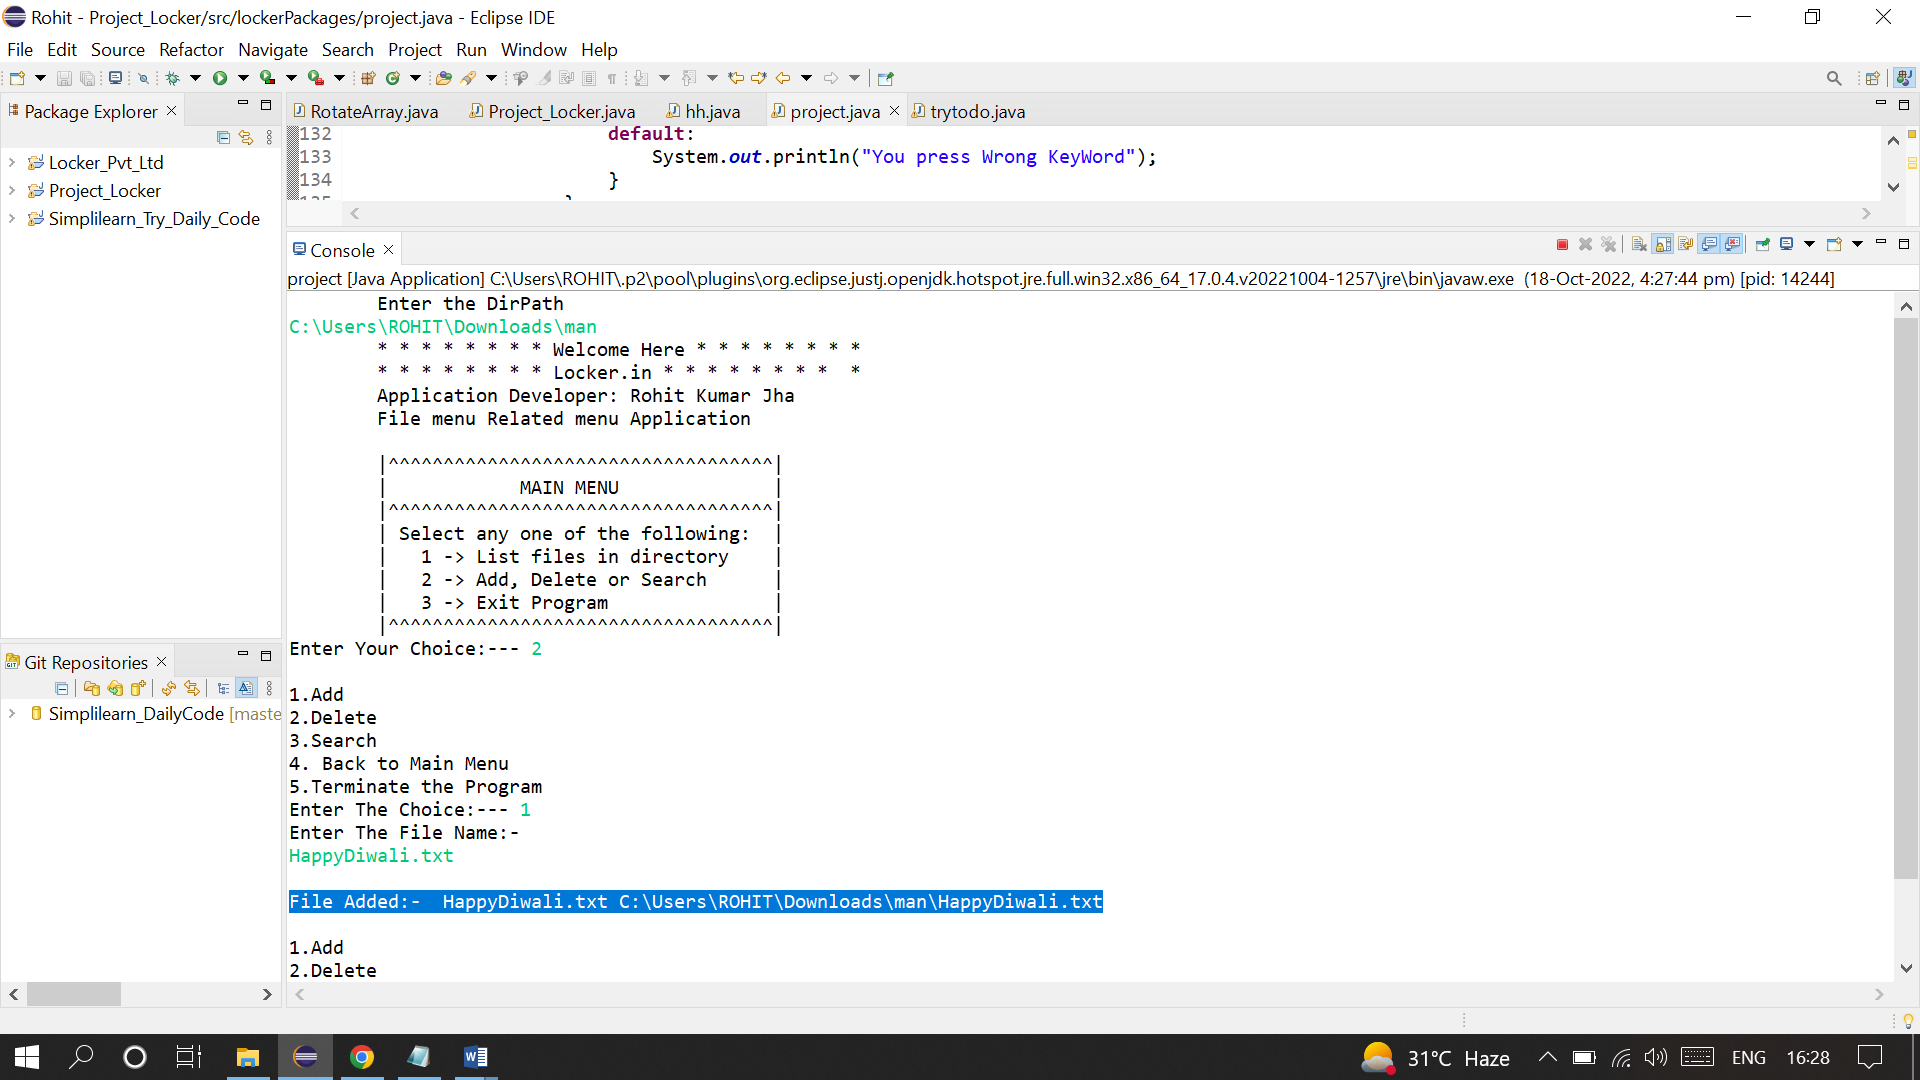 Rohit - Project_Locker/src/lockerPackages/project.java - Eclipse IDE
File Edit Source Refactor Navigate Search Project Run Window Help
Package Explorer
RotateArray.java Project_Locker.java hh.java project.java trytodo.java
Locker_Pvt_Ltd
Project_Locker
Simplilearn_Try_Daily_Code
132 default:
133 System.out.println("You press Wrong KeyWord");
134 }
Console
project [Java Application] C:\Users\ROHIT\.p2\pool\plugins\org.eclipse.justj.openjdk.hotspot.jre.full.win32.x86_64_17.0.4.v20221004-1257\jre\bin\javaw.exe (18-Oct-2022, 4:27:44 pm) [pid: 14244]
Enter the DirPath
C:\Users\ROHIT\Downloads\man
* * * * * * * * Welcome Here * * * * * * * *
* * * * * * * * Locker.in * * * * * * * *  *
Application Developer: Rohit Kumar Jha
File menu Related menu Application
|^^^^^^^^^^^^^^^^^^^^^^^^^^^^^^^^^^^|
| MAIN MENU |
|^^^^^^^^^^^^^^^^^^^^^^^^^^^^^^^^^^^|
| Select any one of the following: |
| 1 -> List files in directory |
| 2 -> Add, Delete or Search |
| 3 -> Exit Program |
|^^^^^^^^^^^^^^^^^^^^^^^^^^^^^^^^^^^|
Enter Your Choice:--- 2
1.Add
2.Delete
3.Search
4. Back to Main Menu
5.Terminate the Program
Enter The Choice:--- 1
Enter The File Name:-
HappyDiwali.txt
File Added:-  HappyDiwali.txt C:\Users\ROHIT\Downloads\man\HappyDiwali.txt
1.Add
2.Delete
Git Repositories
Simplilearn_DailyCode [maste
31°C Haze ENG 16:28